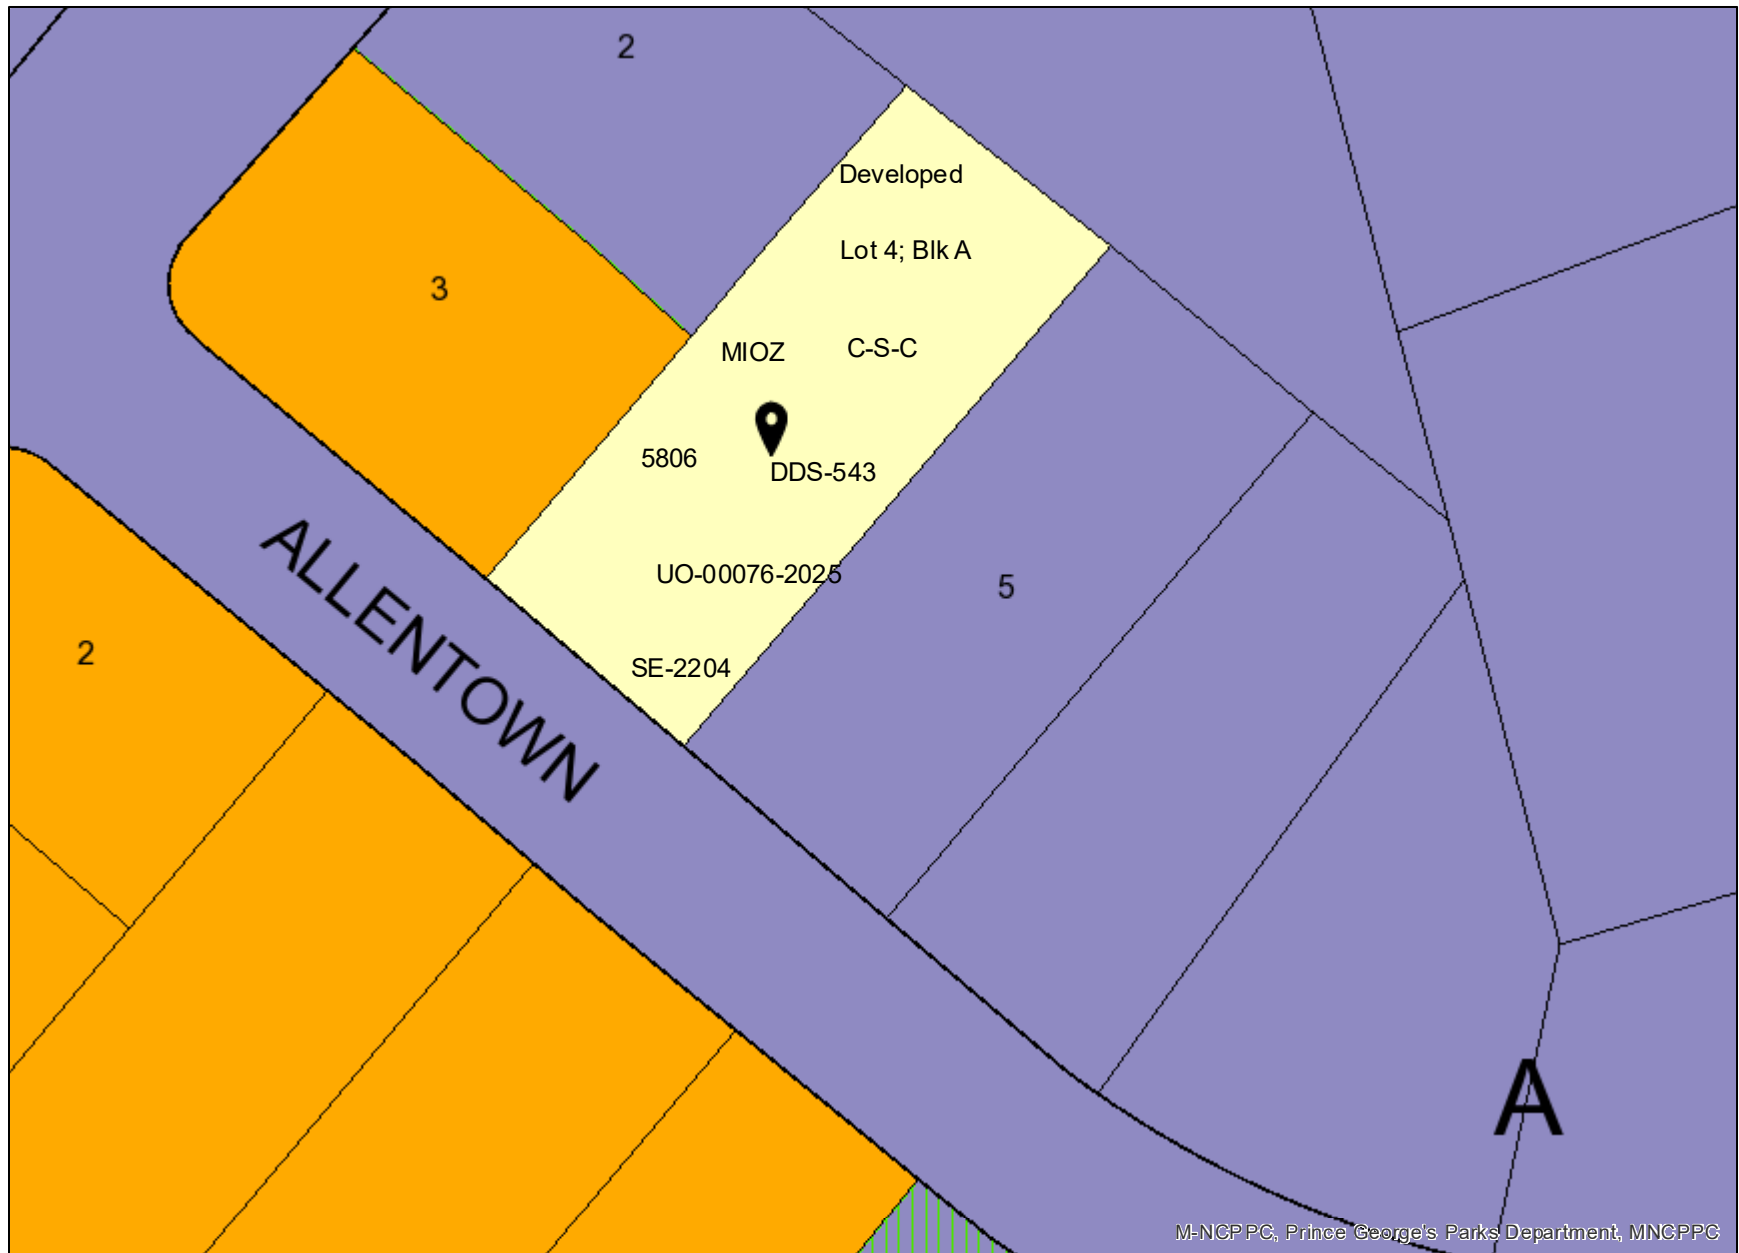 2
Developed
Lot 4; Blk A
3
MIOZ
C-S-C
5806
DDS-543
UO-00076-2025
5
ALLENTOWN
2
SE-2204
A
M-NCPPC, Prince George's Parks Department, MNCPPC